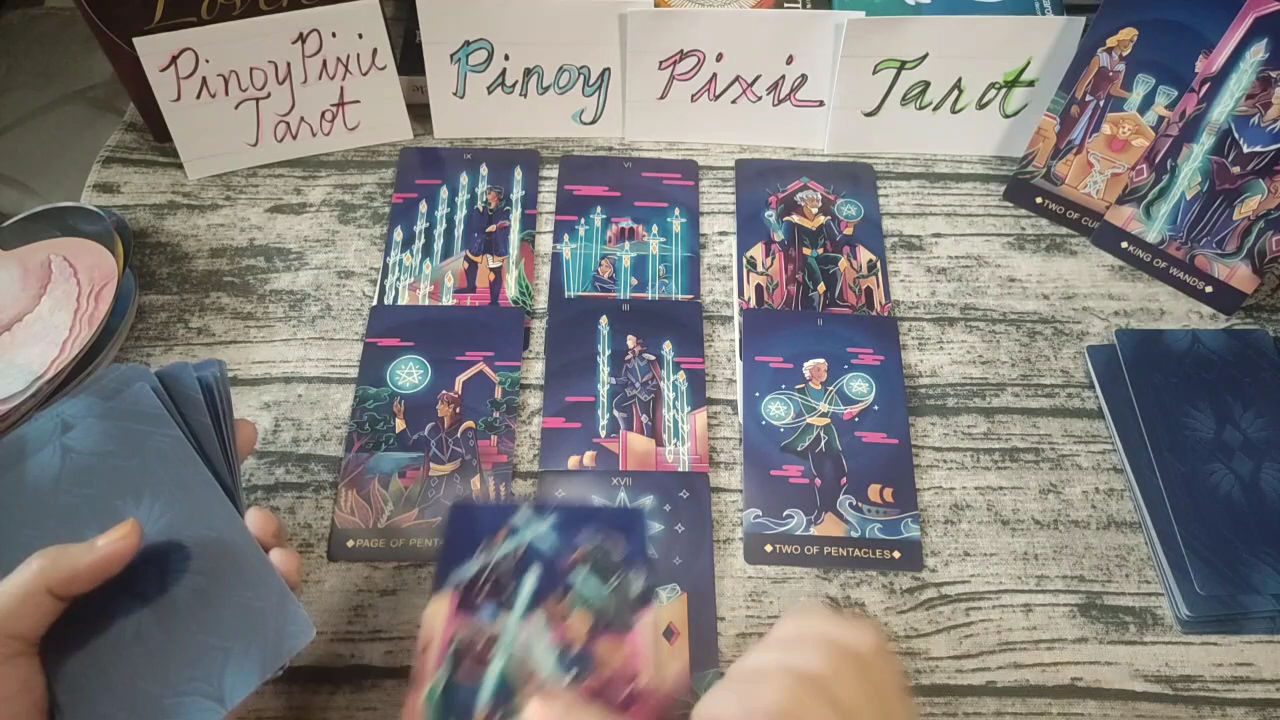 Lovers
PinoyPixie
Tarot
Pinoy
Pixie
Tarot
IX
VI
TWO OF CU
KING OF WANDS
III
II
PAGE OF PENT
TWO OF PENTACLES
XVII